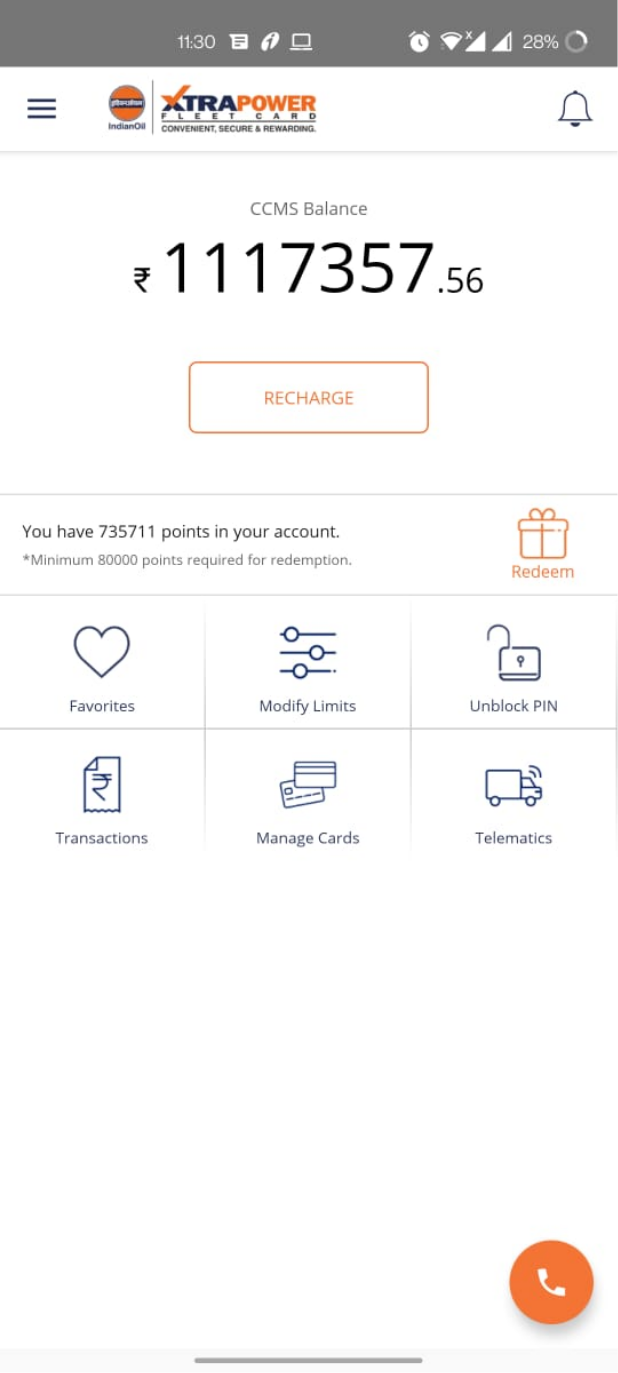 11:30
28%
इंडियनऑयल
IndianOil
XTRAPOWER
FLEET CARD
CONVENIENT, SECURE & REWARDING.
CCMS Balance
₹ 1117357.56
RECHARGE
You have 735711 points in your account.
*Minimum 80000 points required for redemption.
Redeem
Favorites
Modify Limits
Unblock PIN
Transactions
Manage Cards
Telematics